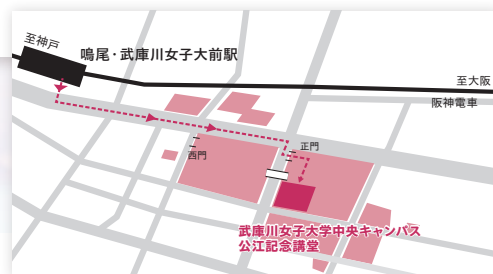 至神戸
鳴尾・武庫川女子大前駅
至大阪
阪神電車
西門
正門
武庫川女子大学中央キャンパス
公江記念講堂